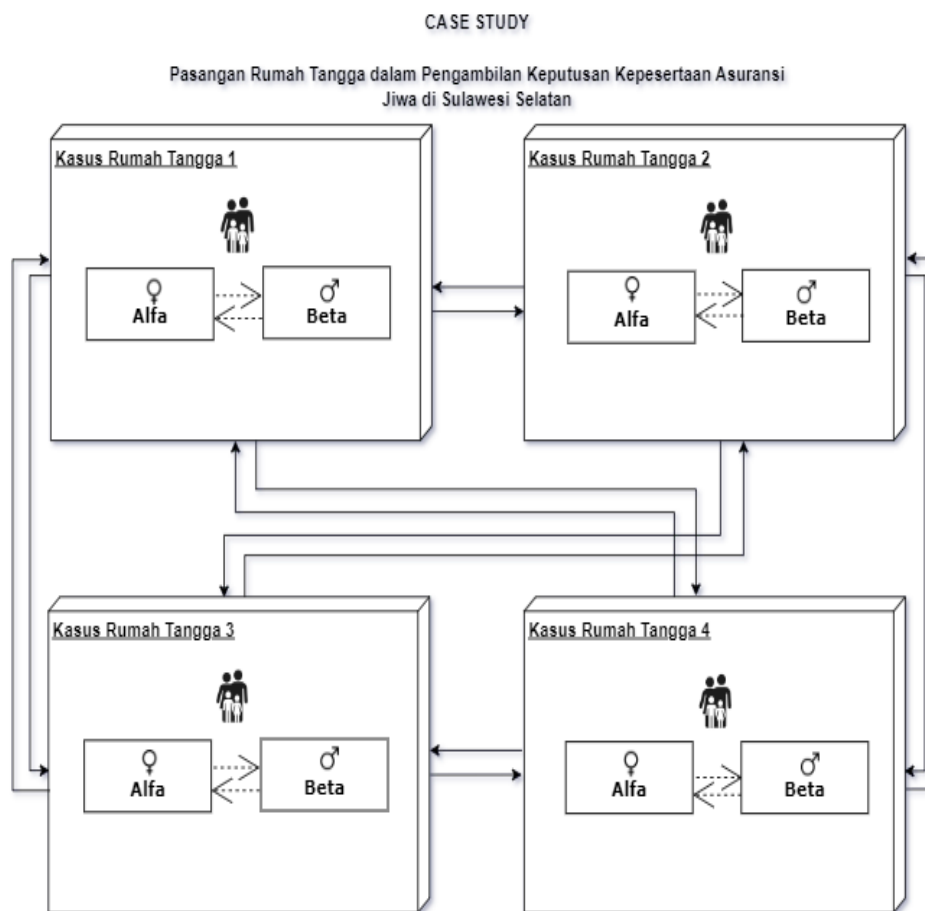 CASE STUDY
Pasangan Rumah Tangga dalam Pengambilan Keputusan Kepesertaan Asuransi
Jiwa di Sulawesi Selatan
Kasus Rumah Tangga 1
Alfa
Beta
Kasus Rumah Tangga 2
Alfa
Beta
Kasus Rumah Tangga 3
Alfa
Beta
Kasus Rumah Tangga 4
Alfa
Beta